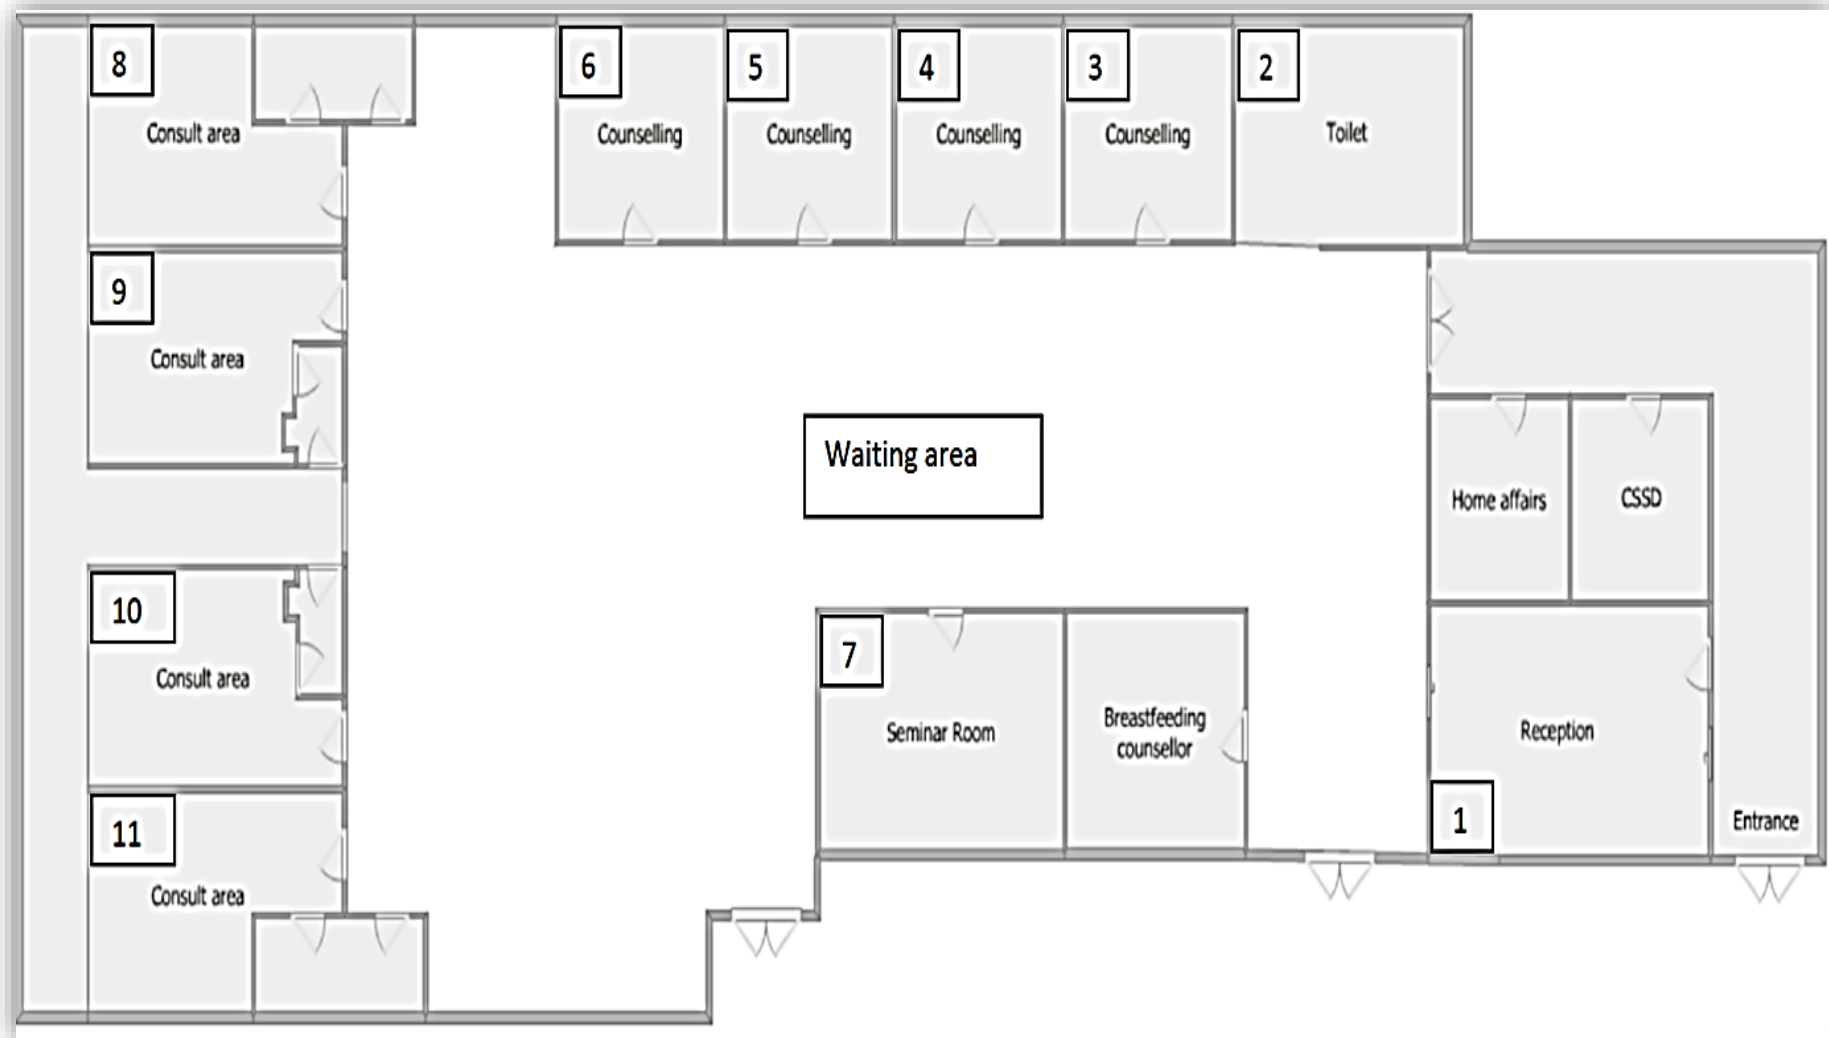 8
6
5
4
3
2
Consult area
Counselling
Counselling
Counselling
Counselling
Toilet
9
Consult area
Waiting area
Home affairs
CSSD
10
Consult area
7
Seminar Room
Breastfeeding
counsellor
Reception
1
Entrance
11
Consult area